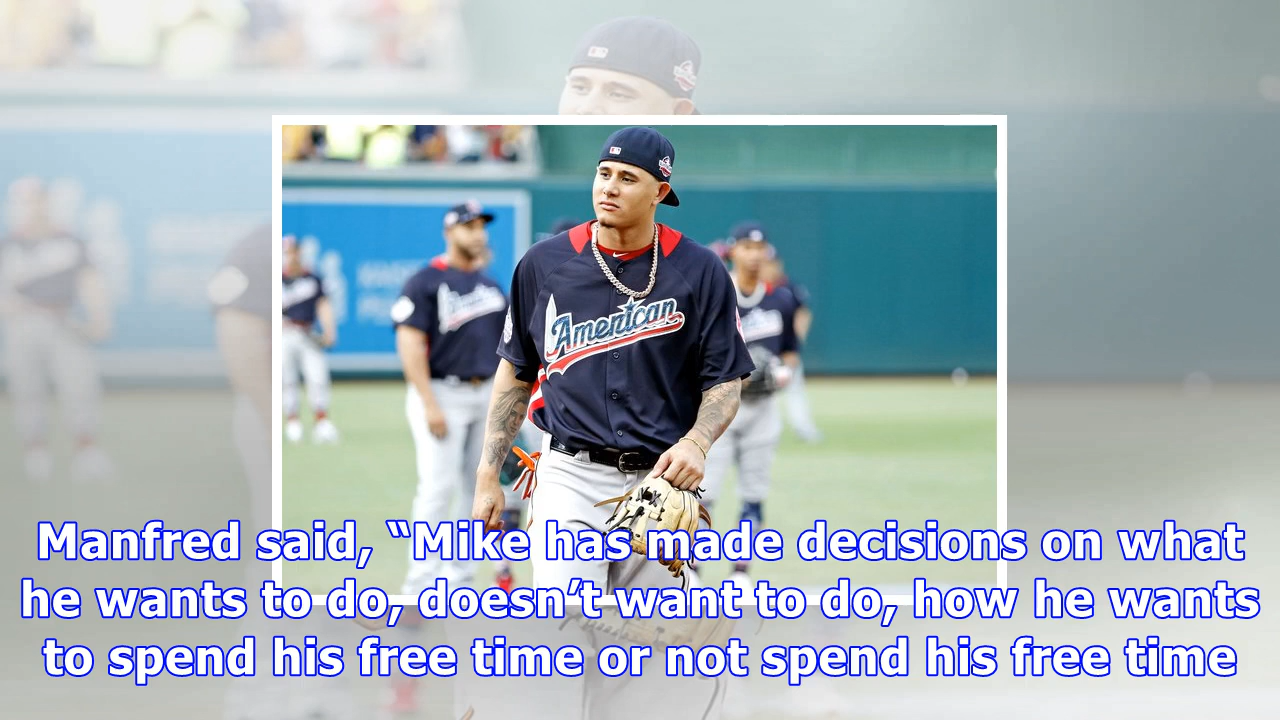 American
Manfred said, “Mike has made decisions on what
he wants to do, doesn’t want to do, how he wants
to spend his free time or not spend his free time